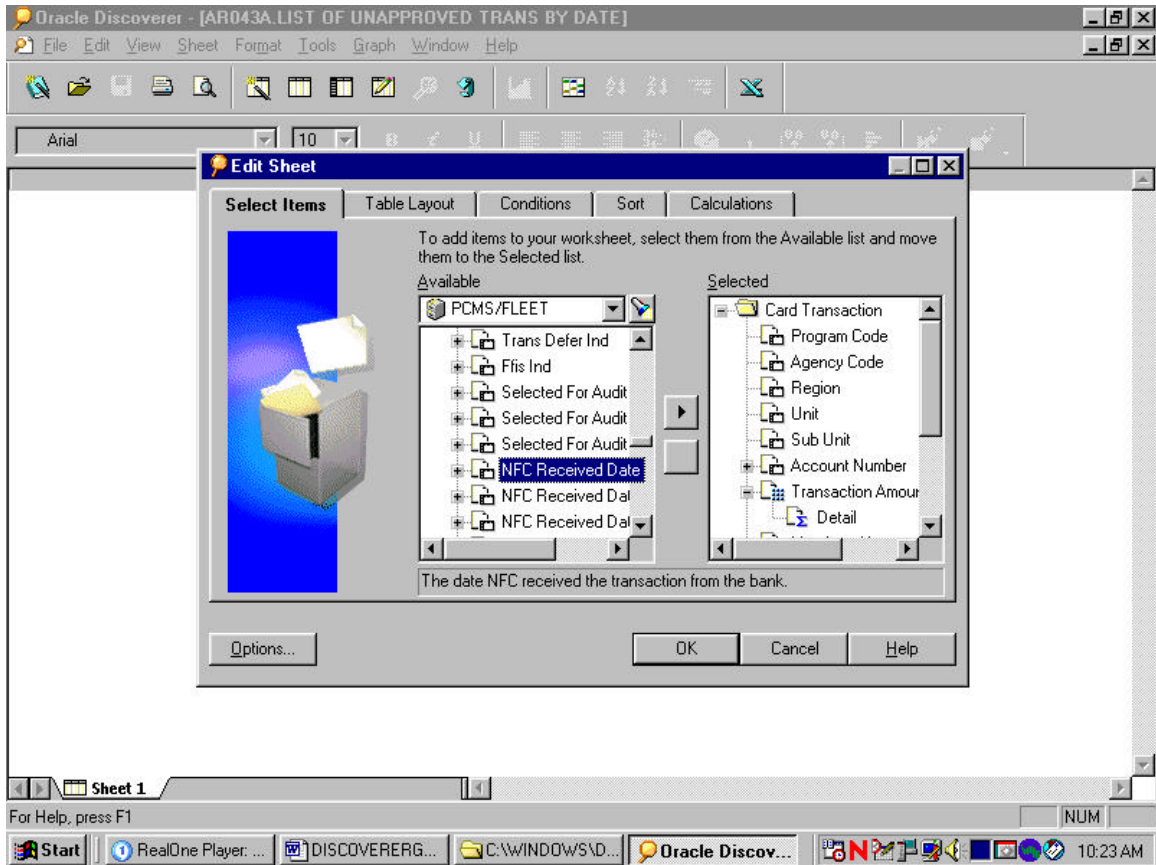 Oracle Discoverer - [AR043A.LIST OF UNAPPROVED TRANS BY DATE]
File Edit View Sheet Format Tools Graph Window Help
Arial 10
Edit Sheet
Select Items Table Layout Conditions Sort Calculations
To add items to your worksheet, select them from the Available list and move
them to the Selected list.
Available Selected
PCMS/FLEET
Trans Defer Ind
Ffis Ind
Selected For Audit
Selected For Audit
Selected For Audit
NFC Received Date
NFC Received Dat
NFC Received Dat
Card Transaction
Program Code
Agency Code
Region
Unit
Sub Unit
Account Number
Transaction Amour
Detail
The date NFC received the transaction from the bank.
Options... OK Cancel Help
Sheet 1
For Help, press F1 NUM
Start RealOne Player: ... DISCOVERERG... C:\WINDOWS\D... Oracle Discov... 10:23 AM